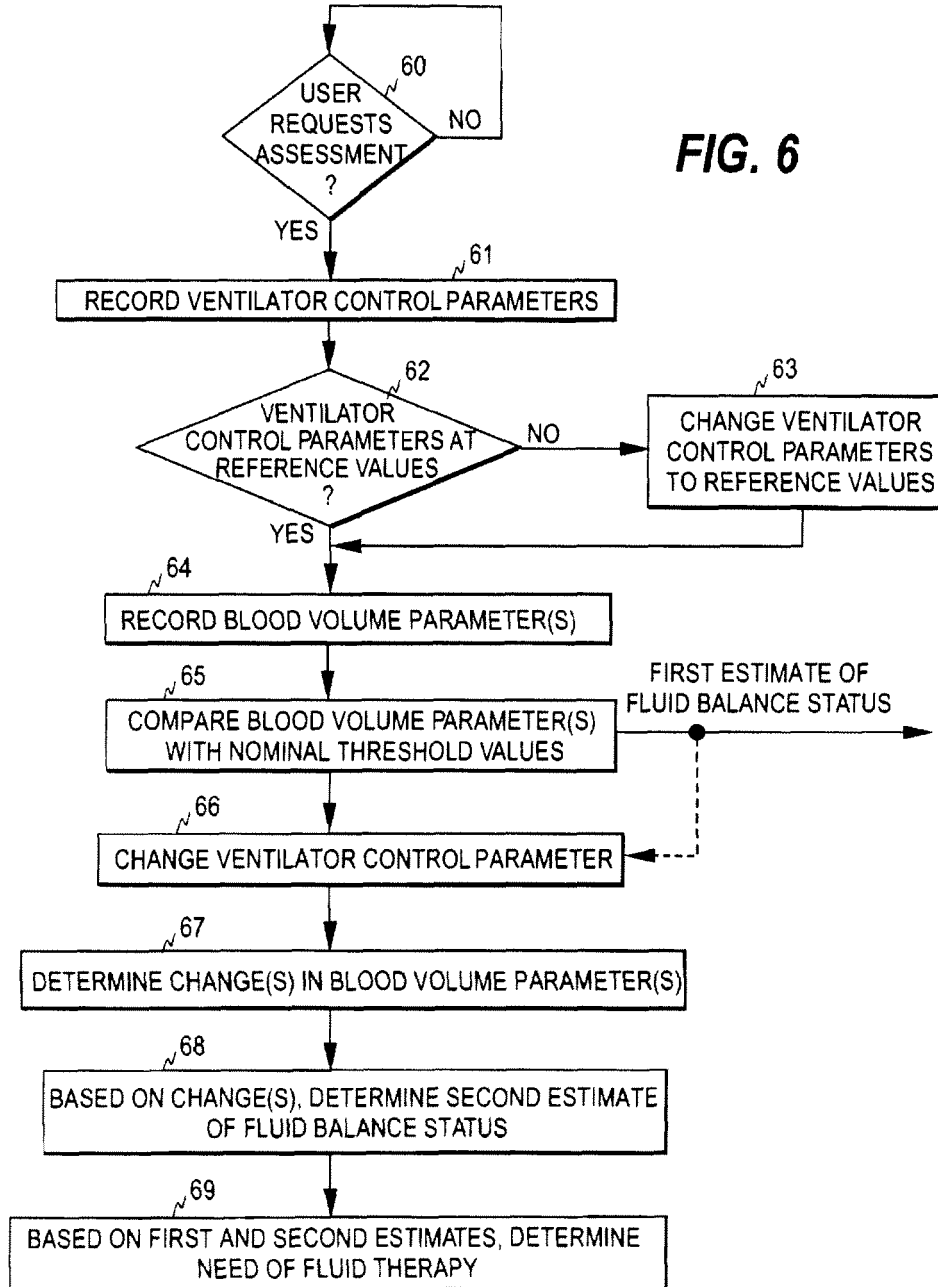 60
USER
REQUESTS
ASSESSMENT
?
NO
YES
FIG. 6
61
RECORD VENTILATOR CONTROL PARAMETERS
62
VENTILATOR
CONTROL PARAMETERS AT
REFERENCE VALUES
?
NO
YES
63
CHANGE VENTILATOR
CONTROL PARAMETERS
TO REFERENCE VALUES
64
RECORD BLOOD VOLUME PARAMETER(S)
65
COMPARE BLOOD VOLUME PARAMETER(S)
WITH NOMINAL THRESHOLD VALUES
FIRST ESTIMATE OF
FLUID BALANCE STATUS
66
CHANGE VENTILATOR CONTROL PARAMETER
67
DETERMINE CHANGE(S) IN BLOOD VOLUME PARAMETER(S)
68
BASED ON CHANGE(S), DETERMINE SECOND ESTIMATE
OF FLUID BALANCE STATUS
69
BASED ON FIRST AND SECOND ESTIMATES, DETERMINE
NEED OF FLUID THERAPY